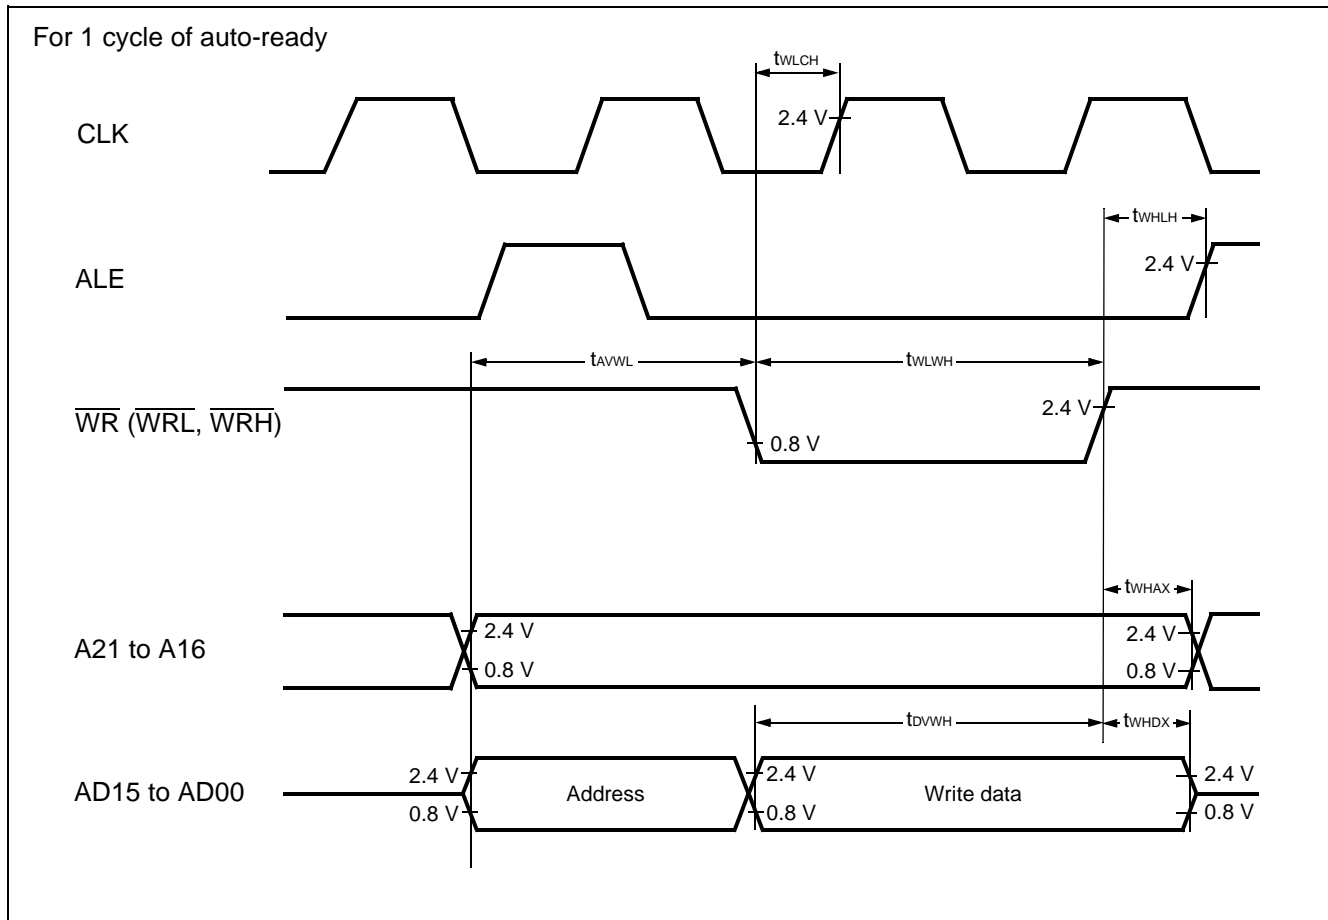 For 1 cycle of auto-ready
tWLCH
CLK
2.4 V
tWHLH
ALE
2.4 V
tAVWL
tWLWH
WR (WRL, WRH)
2.4 V
0.8 V
tWHAX
A21 to A16
2.4 V
2.4 V
0.8 V
0.8 V
tDVWH
tWHDX
AD15 to AD00
2.4 V
2.4 V
2.4 V
Address
Write data
0.8 V
0.8 V
0.8 V